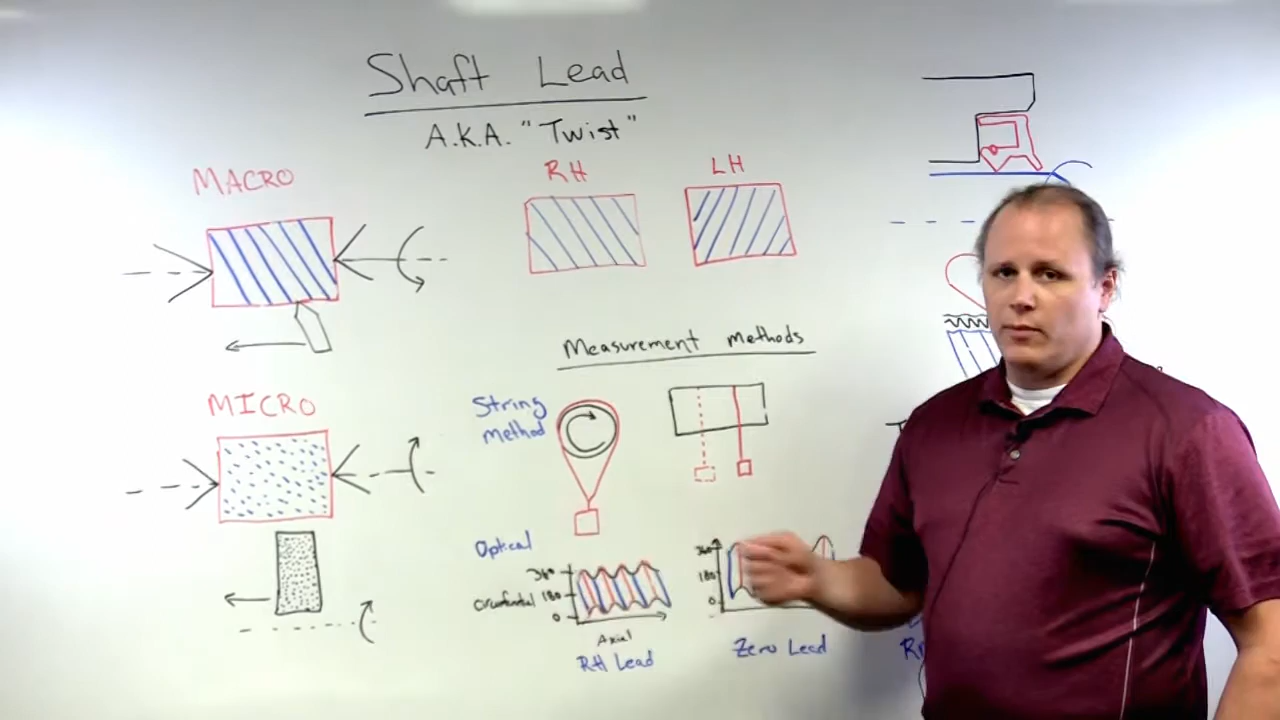 Shaft Lead
A.K.A. "Twist"
MACRO
RH
LH
Measurement methods
MICRO
String
method
Optical
360
180
0
Axial
RH Lead
360
180
0
Zero Lead